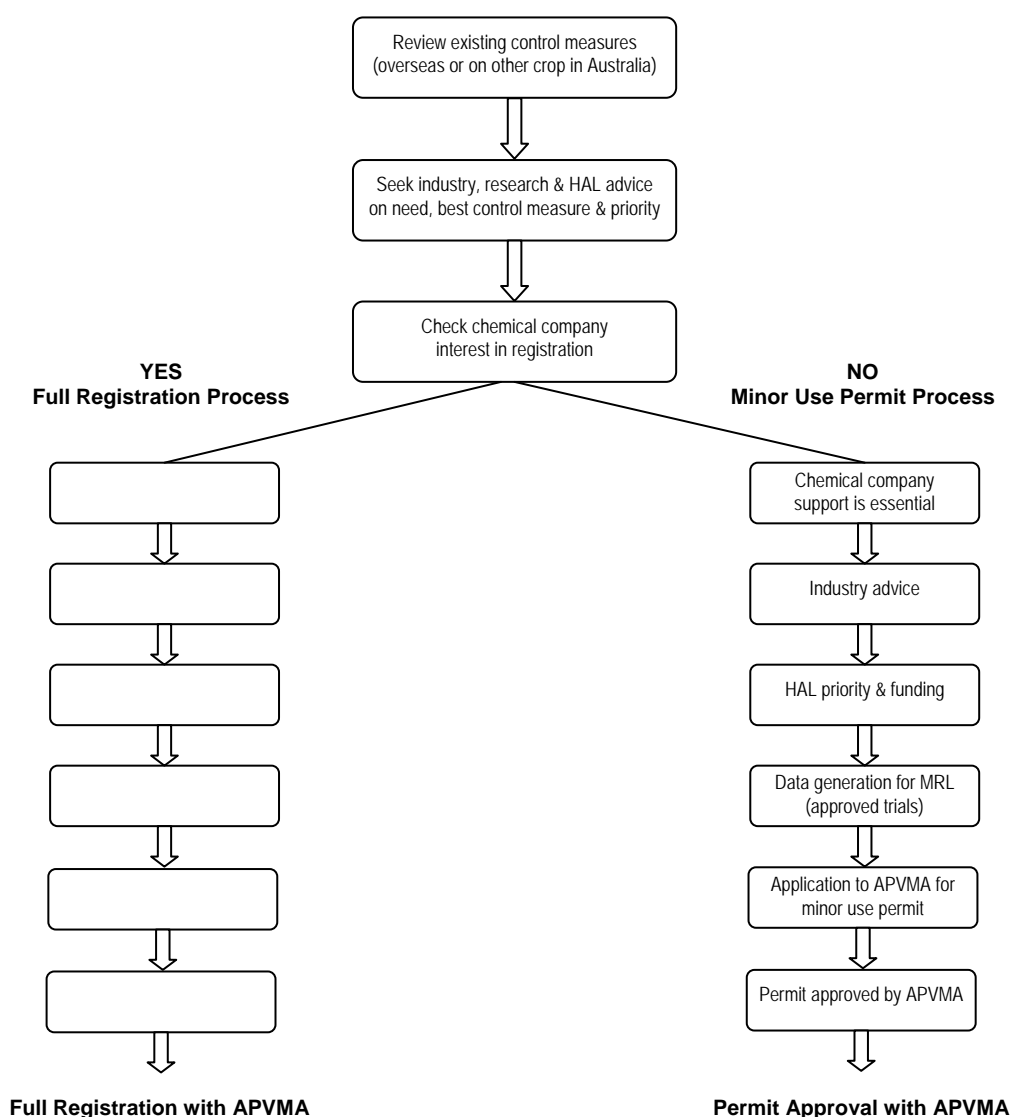 Review existing control measures
(overseas or on other crop in Australia)
Seek industry, research & HAL advice
on need, best control measure & priority
Check chemical company
interest in registration
YES
Full Registration Process
NO
Minor Use Permit Process
Chemical company
support is essential
Industry advice
HAL priority & funding
Data generation for MRL
(approved trials)
Application to APVMA for
minor use permit
Permit approved by APVMA
Full Registration with APVMA
Permit Approval with APVMA